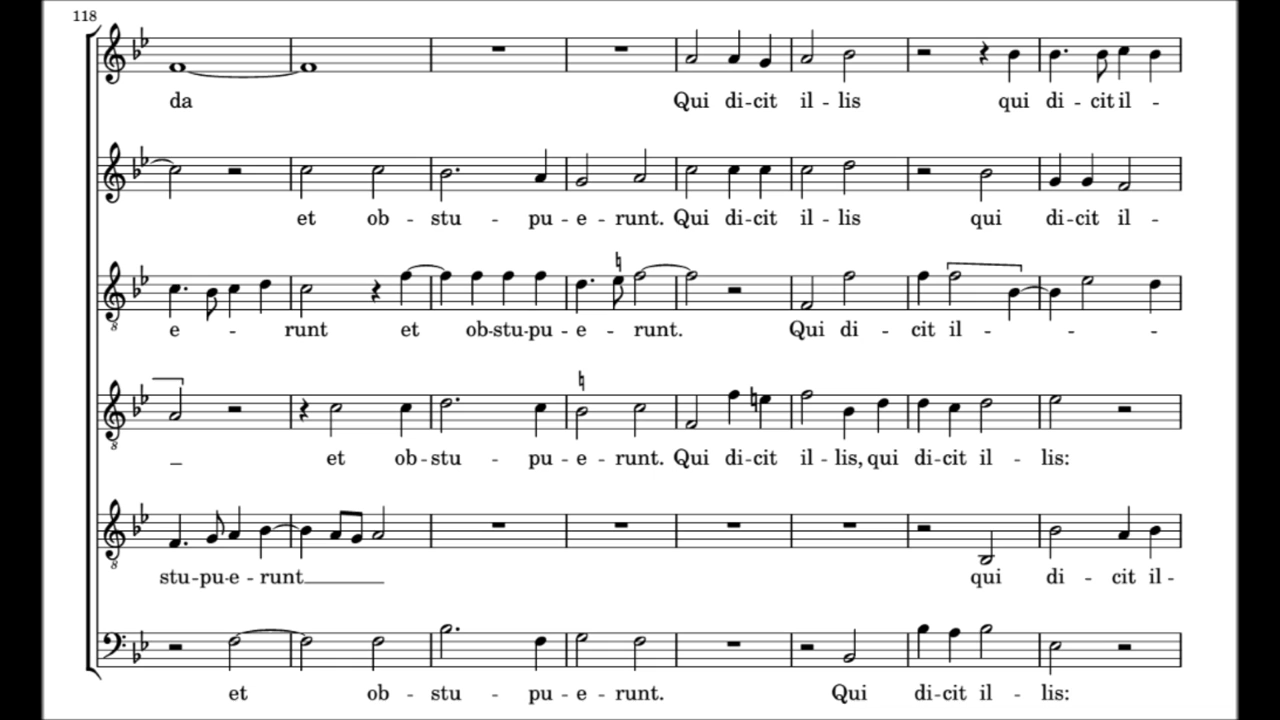 118
da Qui di - cit il - lis qui di - cit il -
et ob - stu - pu - e - runt. Qui di - cit il - lis qui di - cit il -
e - runt et ob - stu - pu - e - runt. Qui di - cit il - - -
et ob - stu - pu - e - runt. Qui di - cit il - lis, qui di - cit il - lis:
stu - pu - e - runt qui di - cit il -
et ob - stu - pu - e - runt. Qui di - cit il - lis: